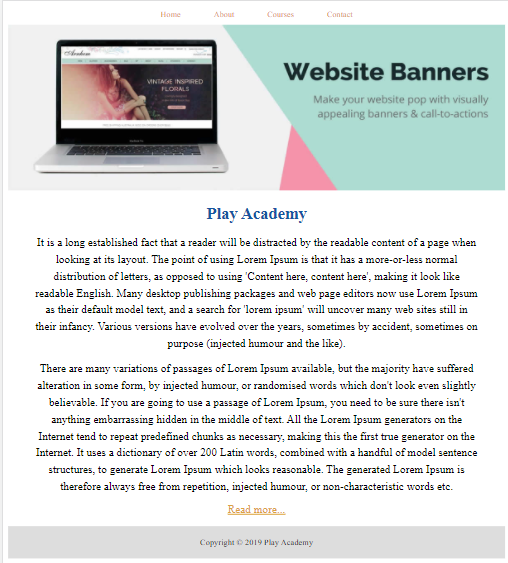 Home About Courses Contact
Website Banners
Make your website pop with visually
appealing banners & call-to-actions
VINTAGE INSPIRED
FLORALS
Play Academy
It is a long established fact that a reader will be distracted by the readable content of a page when
looking at its layout. The point of using Lorem Ipsum is that it has a more-or-less normal
distribution of letters, as opposed to using 'Content here, content here', making it look like
readable English. Many desktop publishing packages and web page editors now use Lorem Ipsum
as their default model text, and a search for 'lorem ipsum' will uncover many web sites still in
their infancy. Various versions have evolved over the years, sometimes by accident, sometimes on
purpose (injected humour and the like).
There are many variations of passages of Lorem Ipsum available, but the majority have suffered
alteration in some form, by injected humour, or randomised words which don't look even slightly
believable. If you are going to use a passage of Lorem Ipsum, you need to be sure there isn't
anything embarrassing hidden in the middle of text. All the Lorem Ipsum generators on the
Internet tend to repeat predefined chunks as necessary, making this the first true generator on the
Internet. It uses a dictionary of over 200 Latin words, combined with a handful of model sentence
structures, to generate Lorem Ipsum which looks reasonable. The generated Lorem Ipsum is
therefore always free from repetition, injected humour, or non-characteristic words etc.
Read more...
Copyright © 2019 Play Academy